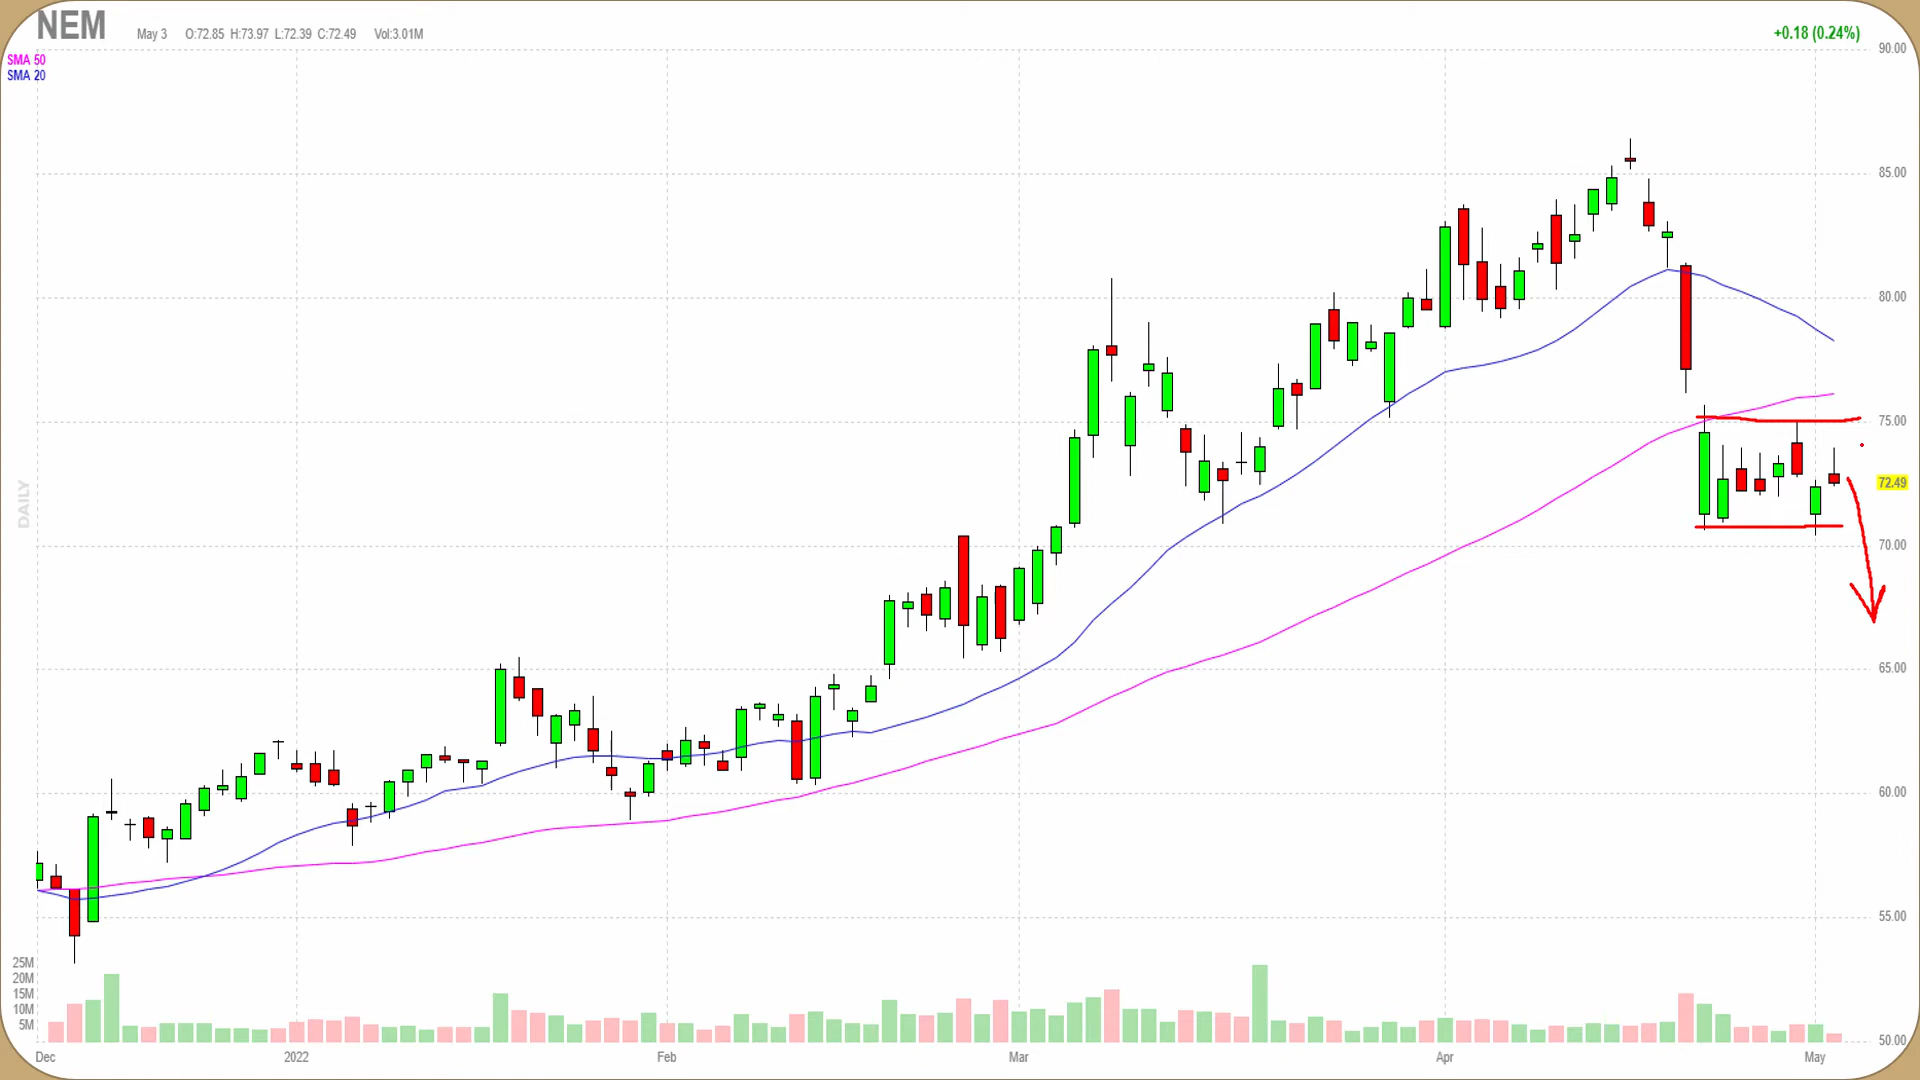 NEM May 3 O:72.85 H:73.97 L:72.39 C:72.49 Vol:3.01M +0.18 (0.24%)
SMA 50
SMA 20
90.00
85.00
80.00
75.00
72.49
70.00
65.00
60.00
55.00
50.00
DAILY
25M
20M
15M
10M
5M
Dec 2022 Feb Mar Apr May